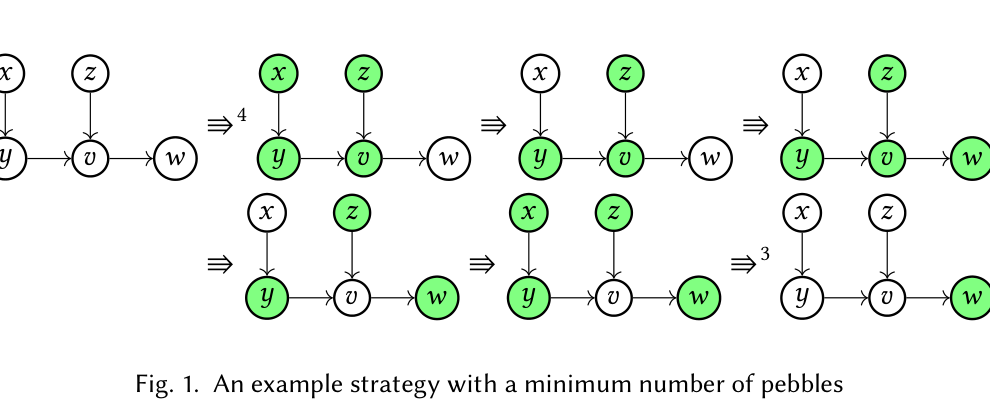 x z ⇛4 x z ⇛ x z ⇛ x z
y v w y v w y v w y v w
⇛ x z ⇛ x z ⇛3 x z
y v w y v w y v w
Fig. 1. An example strategy with a minimum number of pebbles